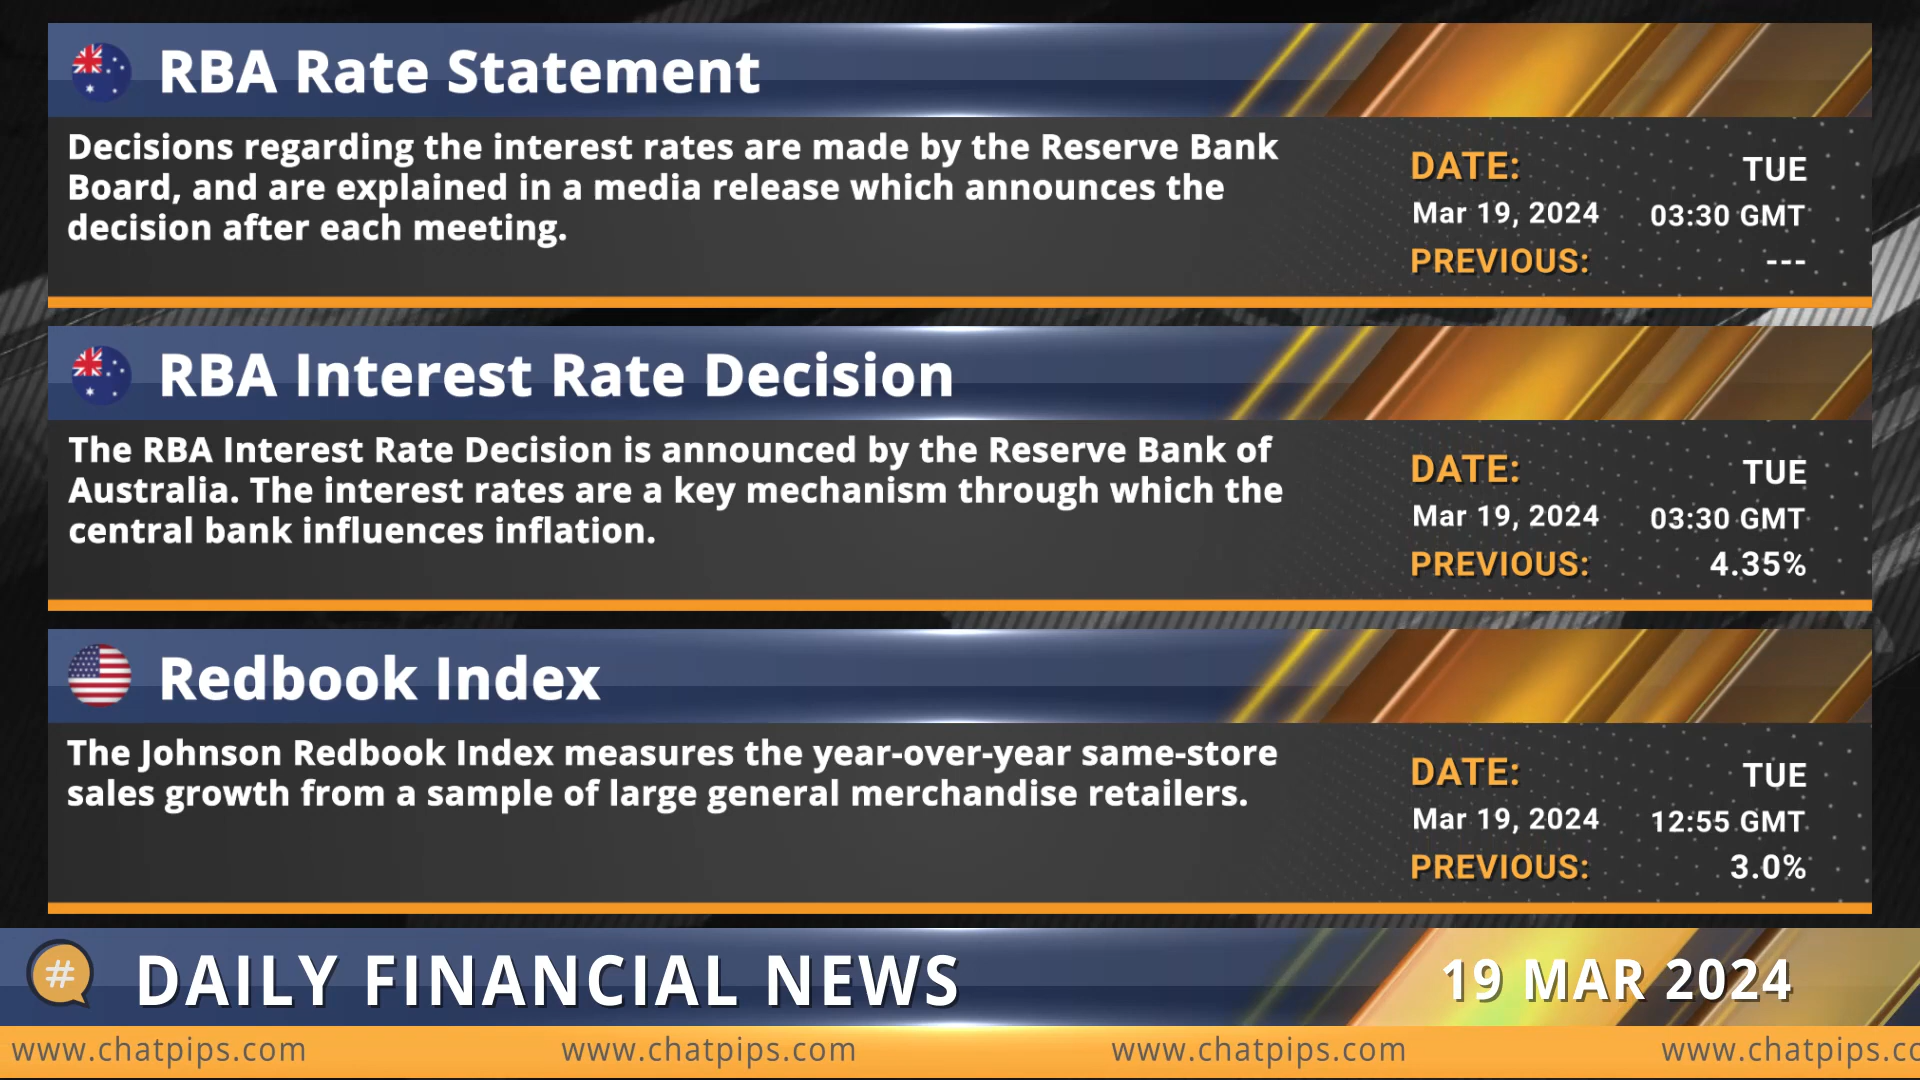 RBA Rate Statement
Decisions regarding the interest rates are made by the Reserve Bank
Board, and are explained in a media release which announces the
decision after each meeting.
DATE: TUE
Mar 19, 2024 03:30 GMT
PREVIOUS: ---
RBA Interest Rate Decision
The RBA Interest Rate Decision is announced by the Reserve Bank of
Australia. The interest rates are a key mechanism through which the
central bank influences inflation.
DATE: TUE
Mar 19, 2024 03:30 GMT
PREVIOUS: 4.35%
Redbook Index
The Johnson Redbook Index measures the year-over-year same-store
sales growth from a sample of large general merchandise retailers.
DATE: TUE
Mar 19, 2024 12:55 GMT
PREVIOUS: 3.0%
# DAILY FINANCIAL NEWS 19 MAR 2024
www.chatpips.com www.chatpips.com www.chatpips.com www.chatpips.co